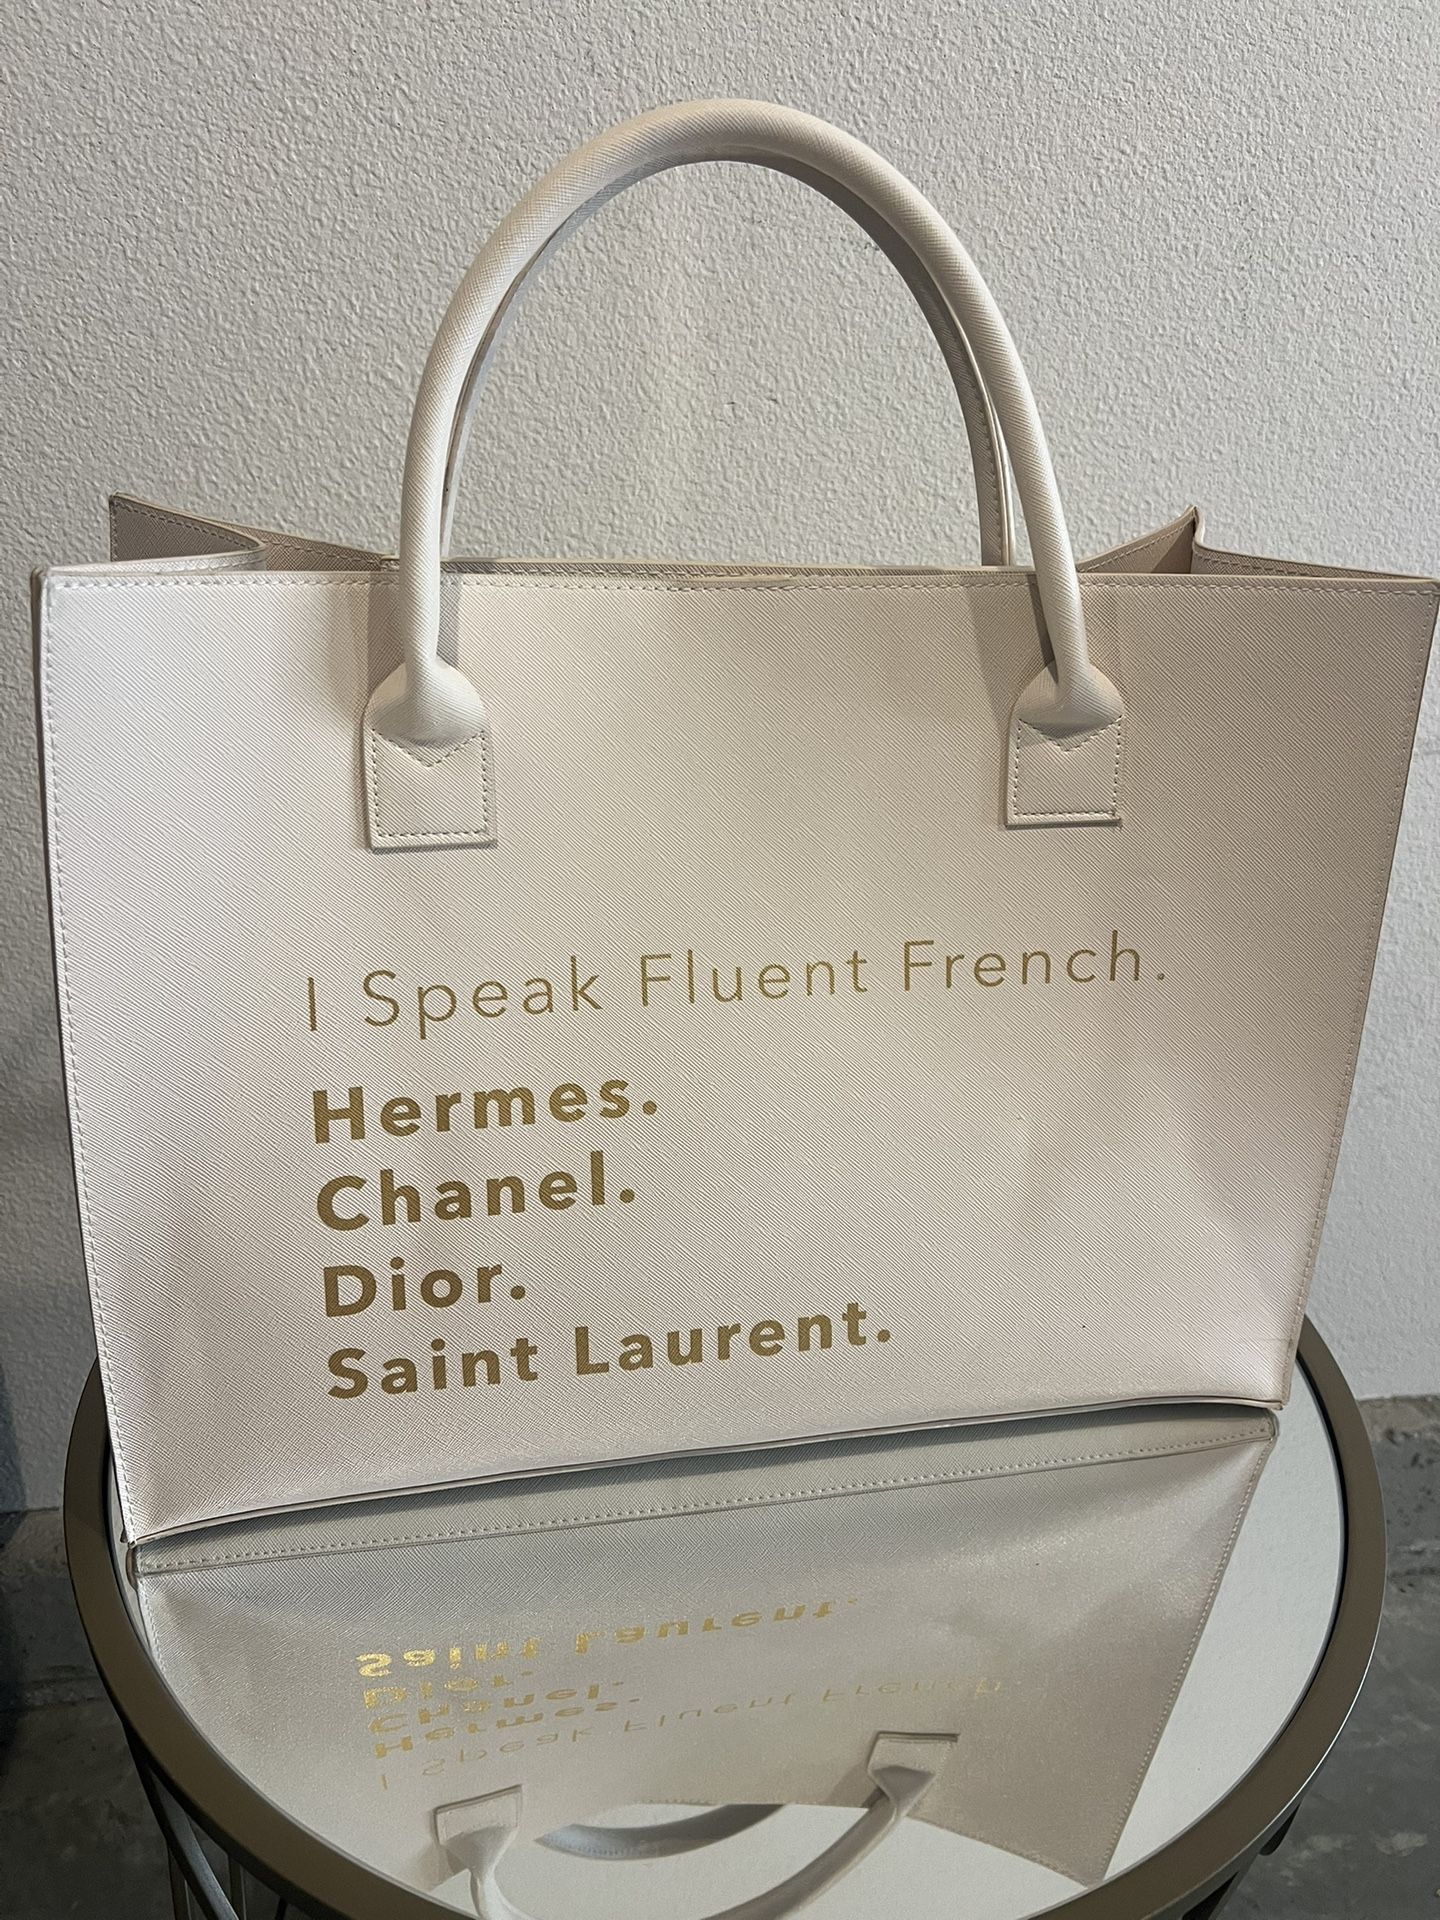 I Speak Fluent French.
Hermes.
Chanel.
Dior.
Saint Laurent.